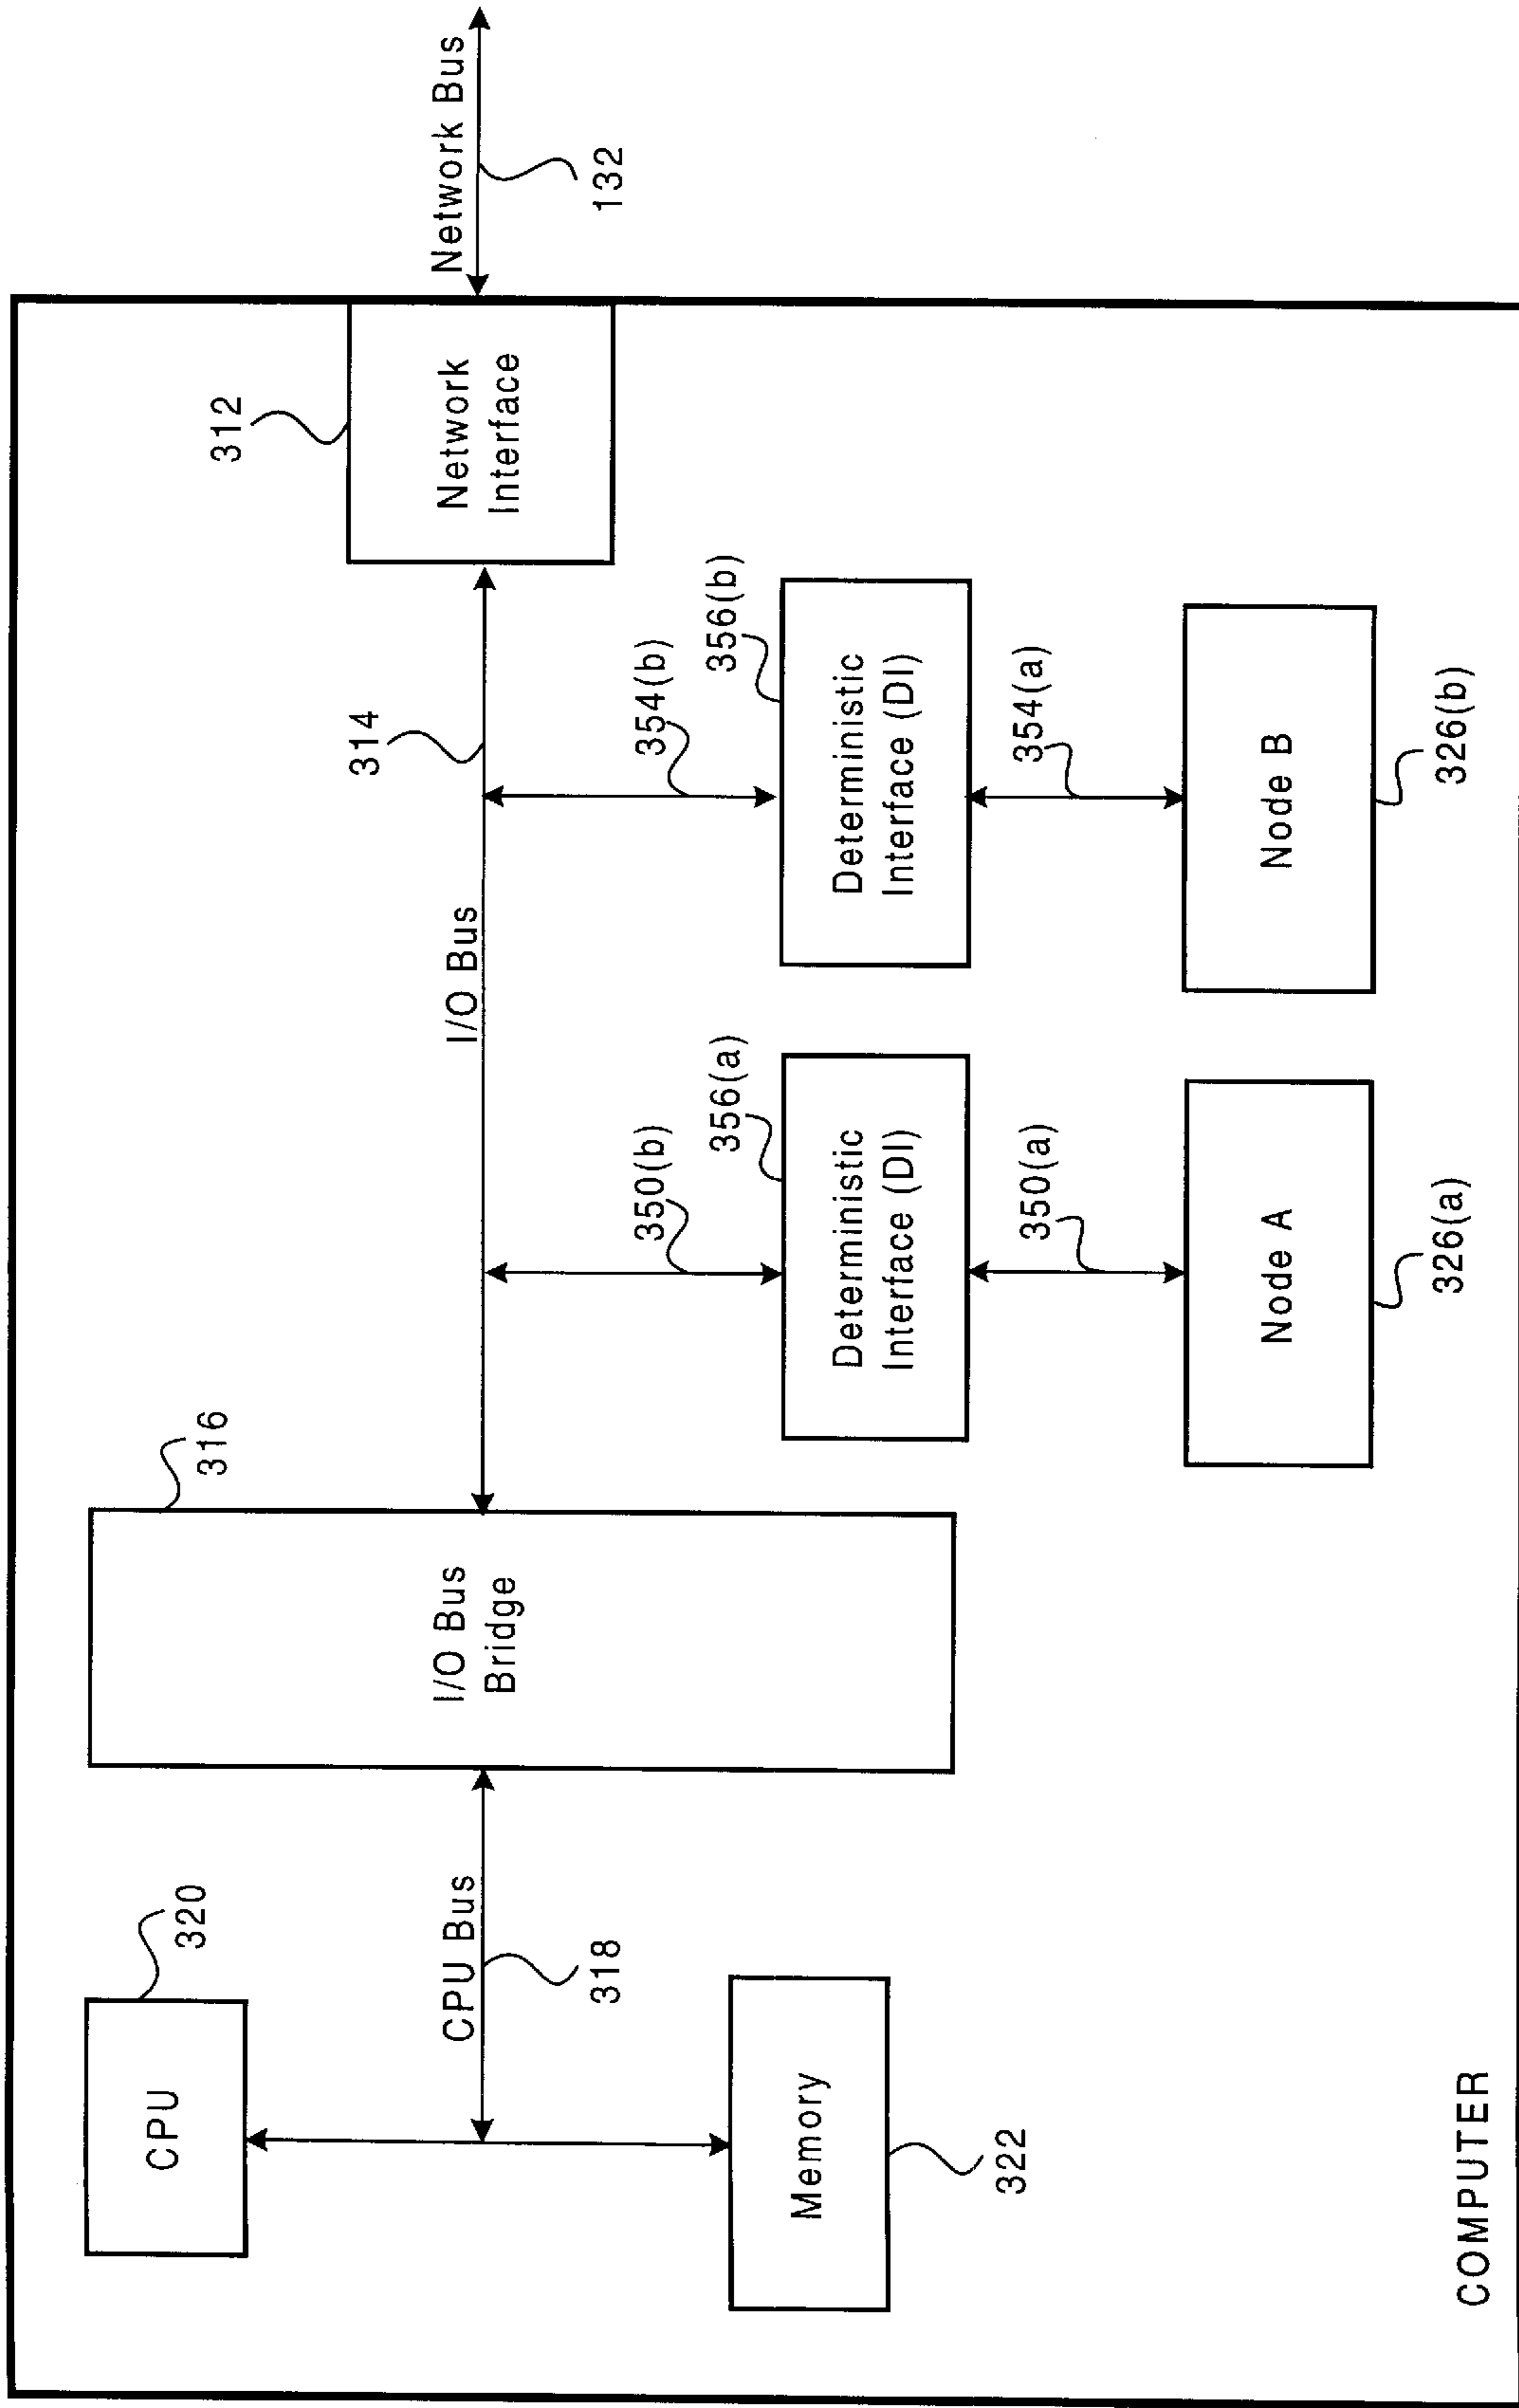 CPU
320
CPU Bus
318
Memory
322
I/O Bus
Bridge
316
I/O Bus
314
Network
Interface
312
Network Bus
132
350(b)
356(a)
Deterministic
Interface (DI)
350(a)
Node A
326(a)
354(b)
356(b)
Deterministic
Interface (DI)
354(a)
Node B
326(b)
COMPUTER